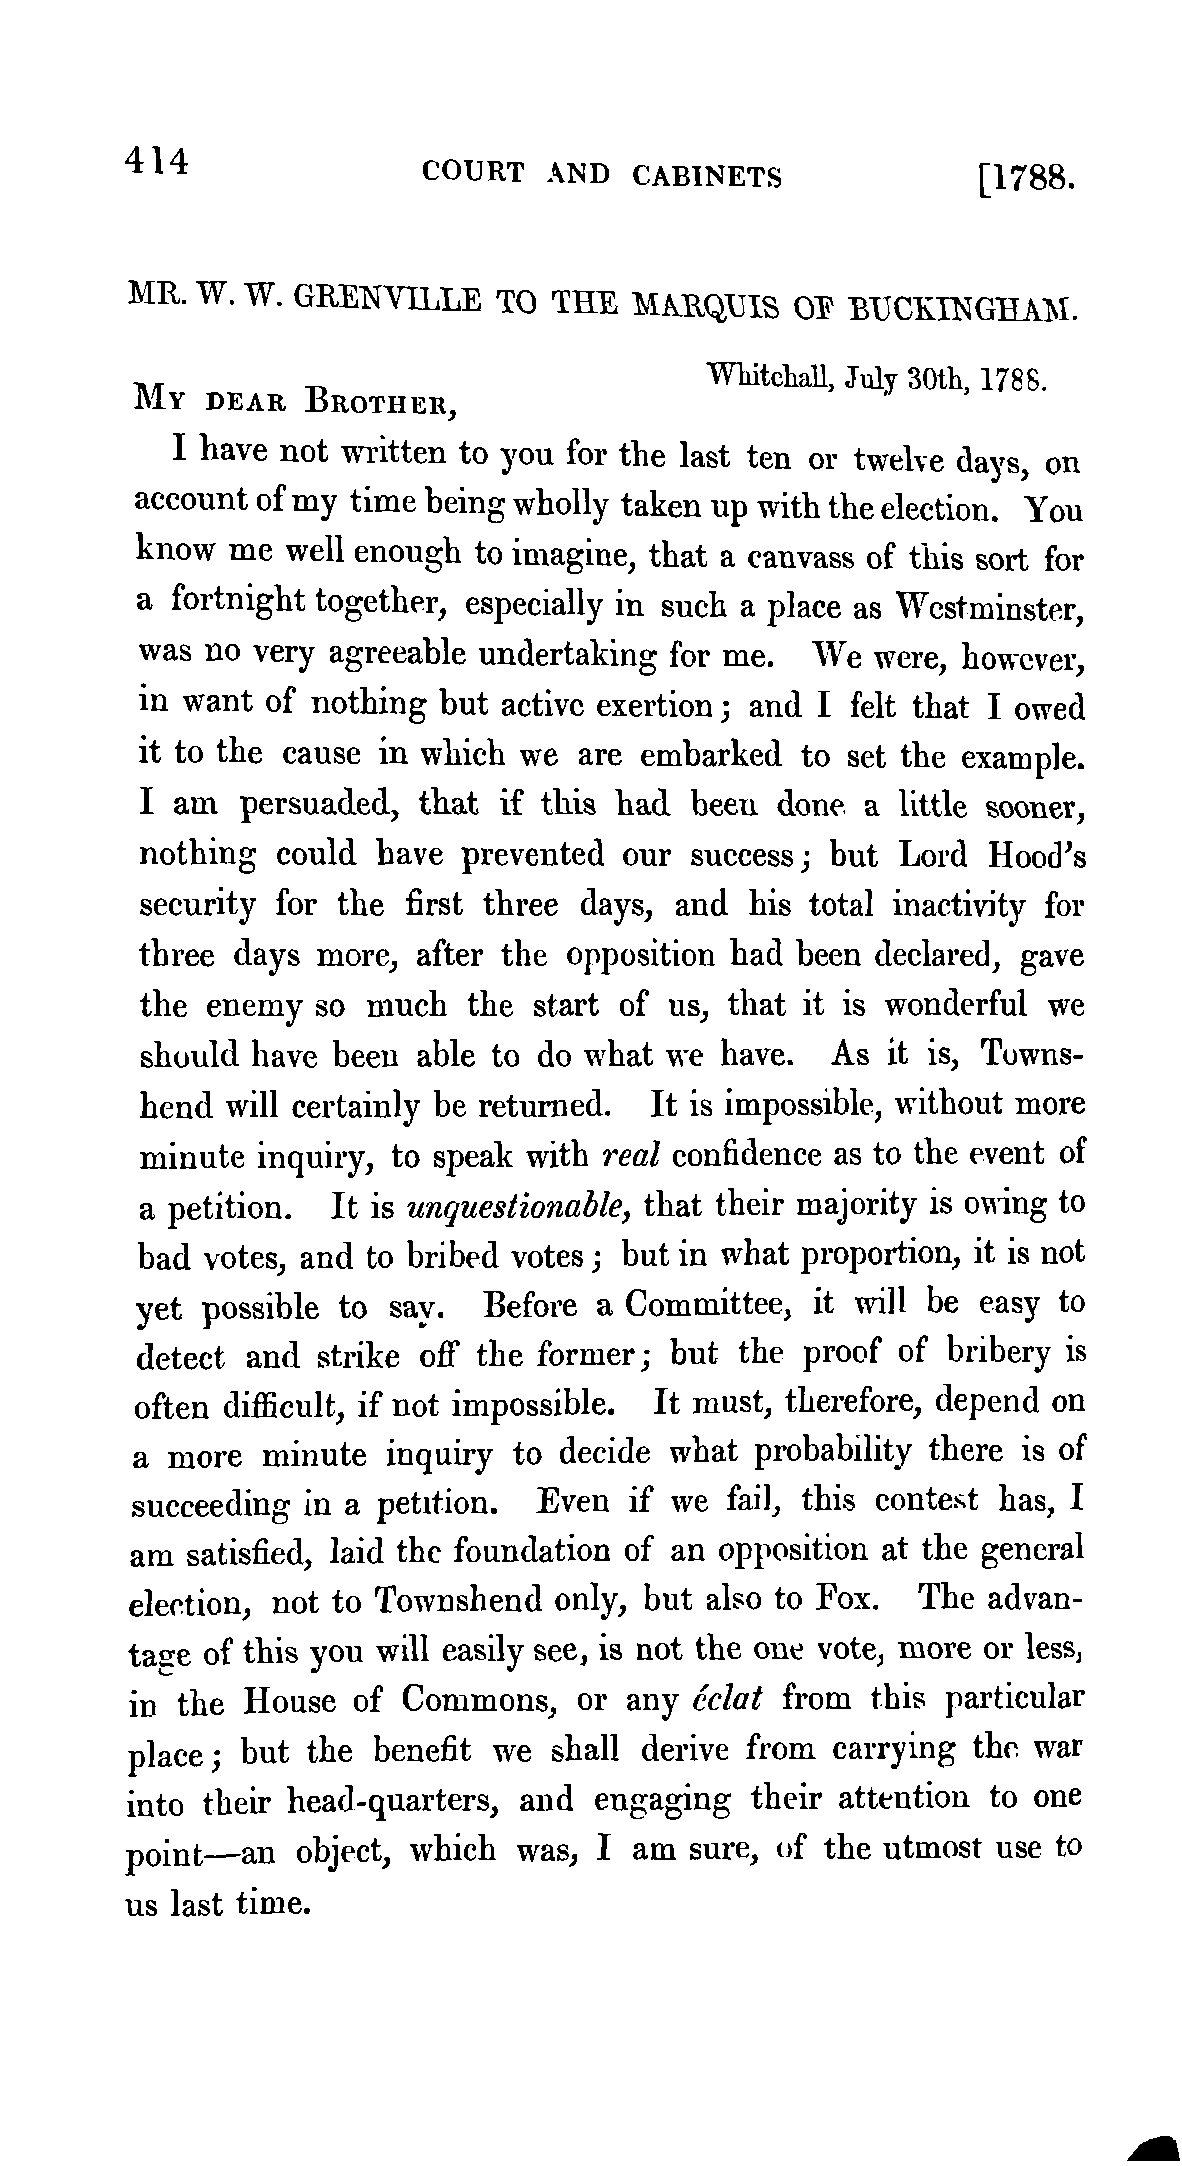 414 COURT AND CABINETS [1788.
MR. W. W. GRENVILLE TO THE MARQUIS OF BUCKINGHAM.
Whitehall, July 30th, 1788.
MY DEAR BROTHER,
I have not written to you for the last ten or twelve days, on
account of my time being wholly taken up with the election. You
know me well enough to imagine, that a canvass of this sort for
a fortnight together, especially in such a place as Westminster,
was no very agreeable undertaking for me. We were, however,
in want of nothing but active exertion; and I felt that I owed
it to the cause in which we are embarked to set the example.
I am persuaded, that if this had been done a little sooner,
nothing could have prevented our success; but Lord Hood's
security for the first three days, and his total inactivity for
three days more, after the opposition had been declared, gave
the enemy so much the start of us, that it is wonderful we
should have been able to do what we have. As it is, Towns-
hend will certainly be returned. It is impossible, without more
minute inquiry, to speak with real confidence as to the event of
a petition. It is unquestionable, that their majority is owing to
bad votes, and to bribed votes; but in what proportion, it is not
yet possible to say. Before a Committee, it will be easy to
detect and strike off the former; but the proof of bribery is
often difficult, if not impossible. It must, therefore, depend on
a more minute inquiry to decide what probability there is of
succeeding in a petition. Even if we fail, this contest has, I
am satisfied, laid the foundation of an opposition at the general
election, not to Townshend only, but also to Fox. The advan-
tage of this you will easily see, is not the one vote, more or less,
in the House of Commons, or any éclat from this particular
place; but the benefit we shall derive from carrying the war
into their head-quarters, and engaging their attention to one
point—an object, which was, I am sure, of the utmost use to
us last time.